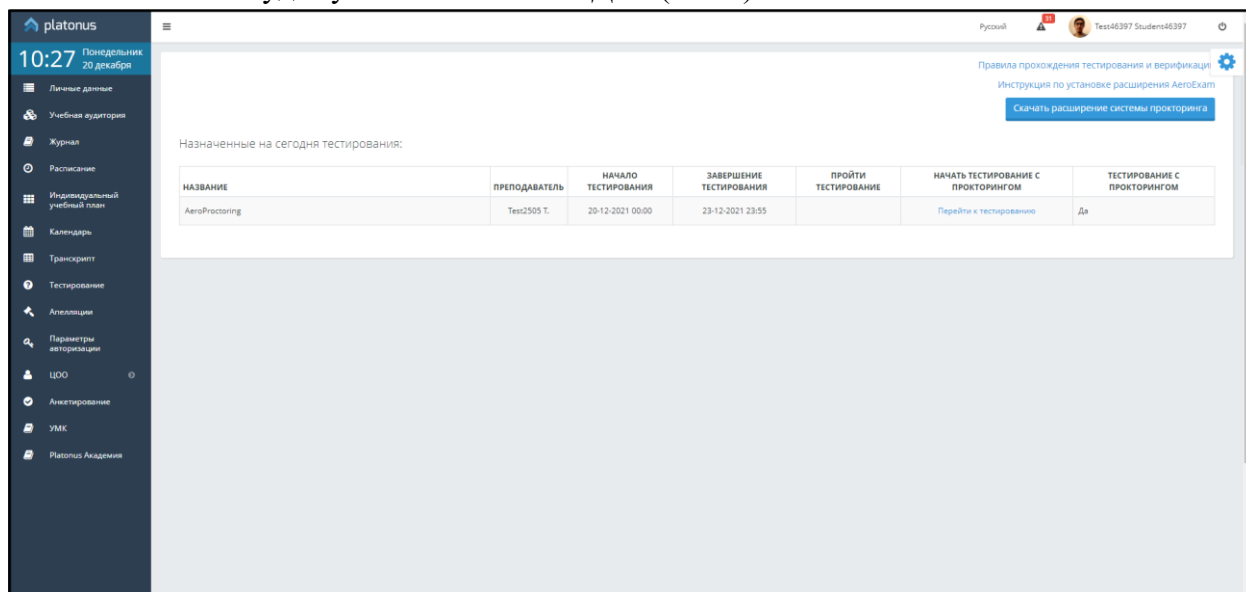 platonus
Русский
31
Test46397 Student46397
10:27 Понедельник
20 декабря
Личные данные
Учебная аудитория
Журнал
Расписание
Индивидуальный
учебный план
Календарь
Транскрипт
Тестирование
Апелляции
Параметры
авторизации
ЦОО
Анкетирование
УМК
Platonus Академия
Правила прохождения тестирования и верификаци
Инструкция по установке расширения AeroExam
Скачать расширение системы прокторинга
Назначенные на сегодня тестирования:
НАЗВАНИЕ
ПРЕПОДАВАТЕЛЬ
НАЧАЛО
ТЕСТИРОВАНИЯ
ЗАВЕРШЕНИЕ
ТЕСТИРОВАНИЯ
ПРОЙТИ
ТЕСТИРОВАНИЕ
НАЧАТЬ ТЕСТИРОВАНИЕ С
ПРОКТОРИНГОМ
ТЕСТИРОВАНИЕ С
ПРОКТОРИНГОМ
AeroProctoring
Test2505 T.
20-12-2021 00:00
23-12-2021 23:55
Перейти к тестированию
Да